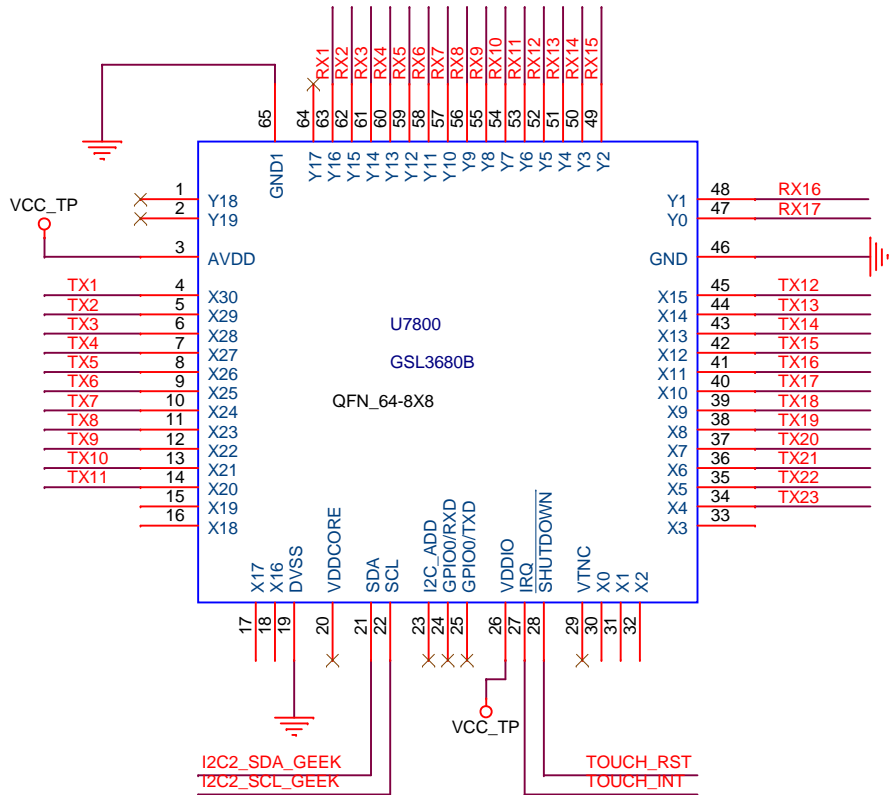 RX1 RX2 RX3 RX4 RX5 RX6 RX7 RX8 RX9 RX10 RX11 RX12 RX13 RX14 RX15
65 64 63 62 61 60 59 58 57 56 55 54 53 52 51 50 49
GND1 Y17 Y16 Y15 Y14 Y13 Y12 Y11 Y10 Y9 Y8 Y7 Y6 Y5 Y4 Y3 Y2
1 Y18 Y1 48 RX16
VCC_TP
2 Y19 Y0 47 RX17
3 AVDD GND 46
TX1 4 X30 X15 45 TX12
TX2 5 X29 X14 44 TX13
TX3 6 X28 X13 43 TX14
U7800
TX4 7 X27 X12 42 TX15
TX5 8 X26 X11 41 TX16
GSL3680B
TX6 9 X25 X10 40 TX17
TX7 10 X24 X9 39 TX18
QFN_64-8X8
TX8 11 X23 X8 38 TX19
TX9 12 X22 X7 37 TX20
TX10 13 X21 X6 36 TX21
TX11 14 X20 X5 35 TX22
15 X19 X4 34 TX23
16 X18 X3 33
X17 X16 DVSS VDDCORE SDA SCL I2C_ADD GPIO0/RXD GPIO0/TXD VDDIO IRQ SHUTDOWN VTNC X0 X1 X2
17 18 19 20 21 22 23 24 25 26 27 28 29 30 31 32
VCC_TP
I2C2_SDA_GEEK TOUCH_RST
I2C2_SCL_GEEK TOUCH_INT